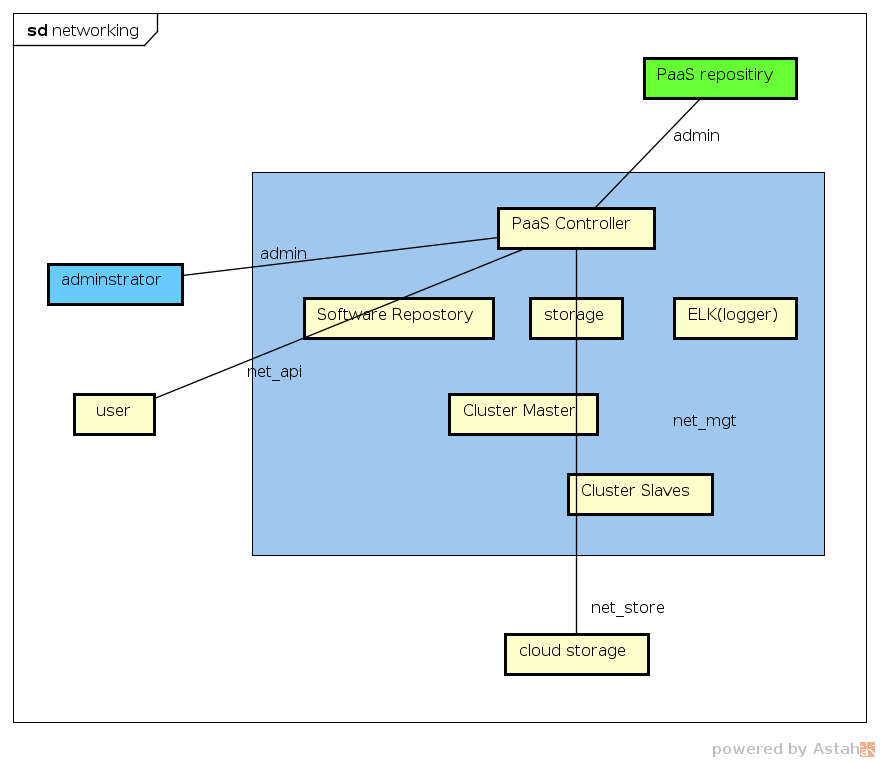 sd networking
PaaS repositiry
admin
PaaS Controller
admin
adminstrator
Software Repostory
storage
ELK(logger)
net_api
user
Cluster Master
net_mgt
Cluster Slaves
net_store
cloud storage
powered by Astah